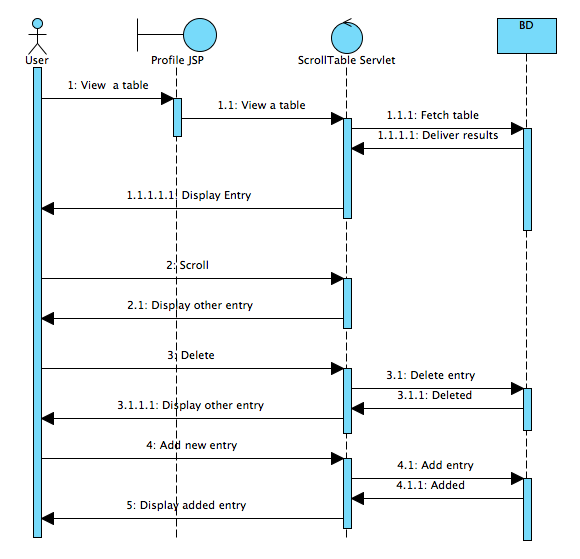 BD
User
Profile JSP
ScrollTable Servlet
1: View a table
1.1: View a table
1.1.1: Fetch table
1.1.1.1: Deliver results
1.1.1.1.1: Display Entry
2: Scroll
2.1: Display other entry
3: Delete
3.1: Delete entry
3.1.1: Deleted
3.1.1.1: Display other entry
4: Add new entry
4.1: Add entry
4.1.1: Added
5: Display added entry